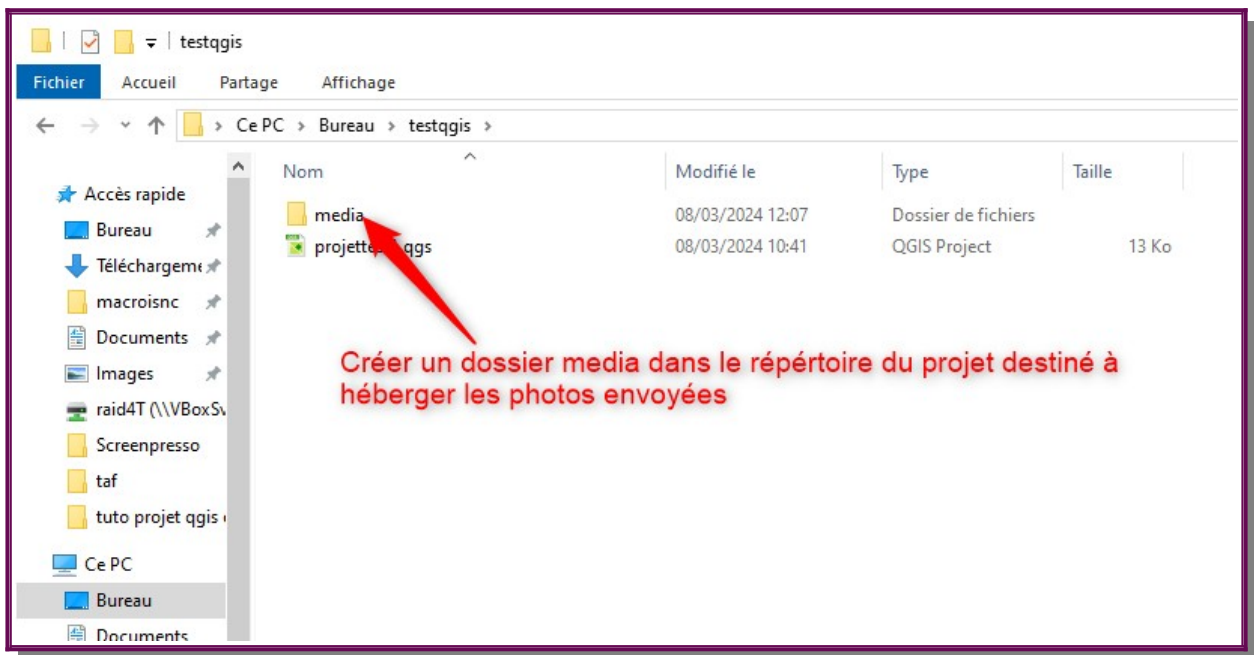 testqgis
Fichier Accueil Partage Affichage
Ce PC Bureau testqgis
Nom Modifié le Type Taille
Accès rapide
media 08/03/2024 12:07 Dossier de fichiers
Bureau
qgs 08/03/2024 10:41 QGIS Project 13 Ko
Téléchargeme
macroisnc
Documents
Créer un dossier media dans le répértoire du projet destiné à
héberger les photos envoyées
Images
raid4T (\\VBoxSv
Screenpresso
taf
tuto projet qgis
Ce PC
Bureau
Documents